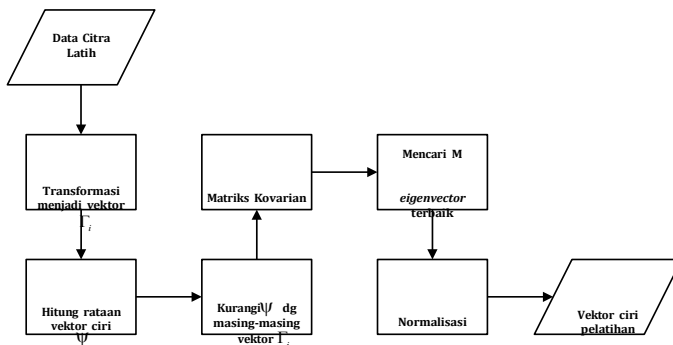 Data Citra
Latih
Transformasi
menjadi vektor
Γi
Hitung rataan
vektor ciri
ψ
Kurangi ψ dg
masing-masing
vektor Γi
Matriks Kovarian
Mencari M
eigenvector
terbaik
Normalisasi
Vektor ciri
pelatihan